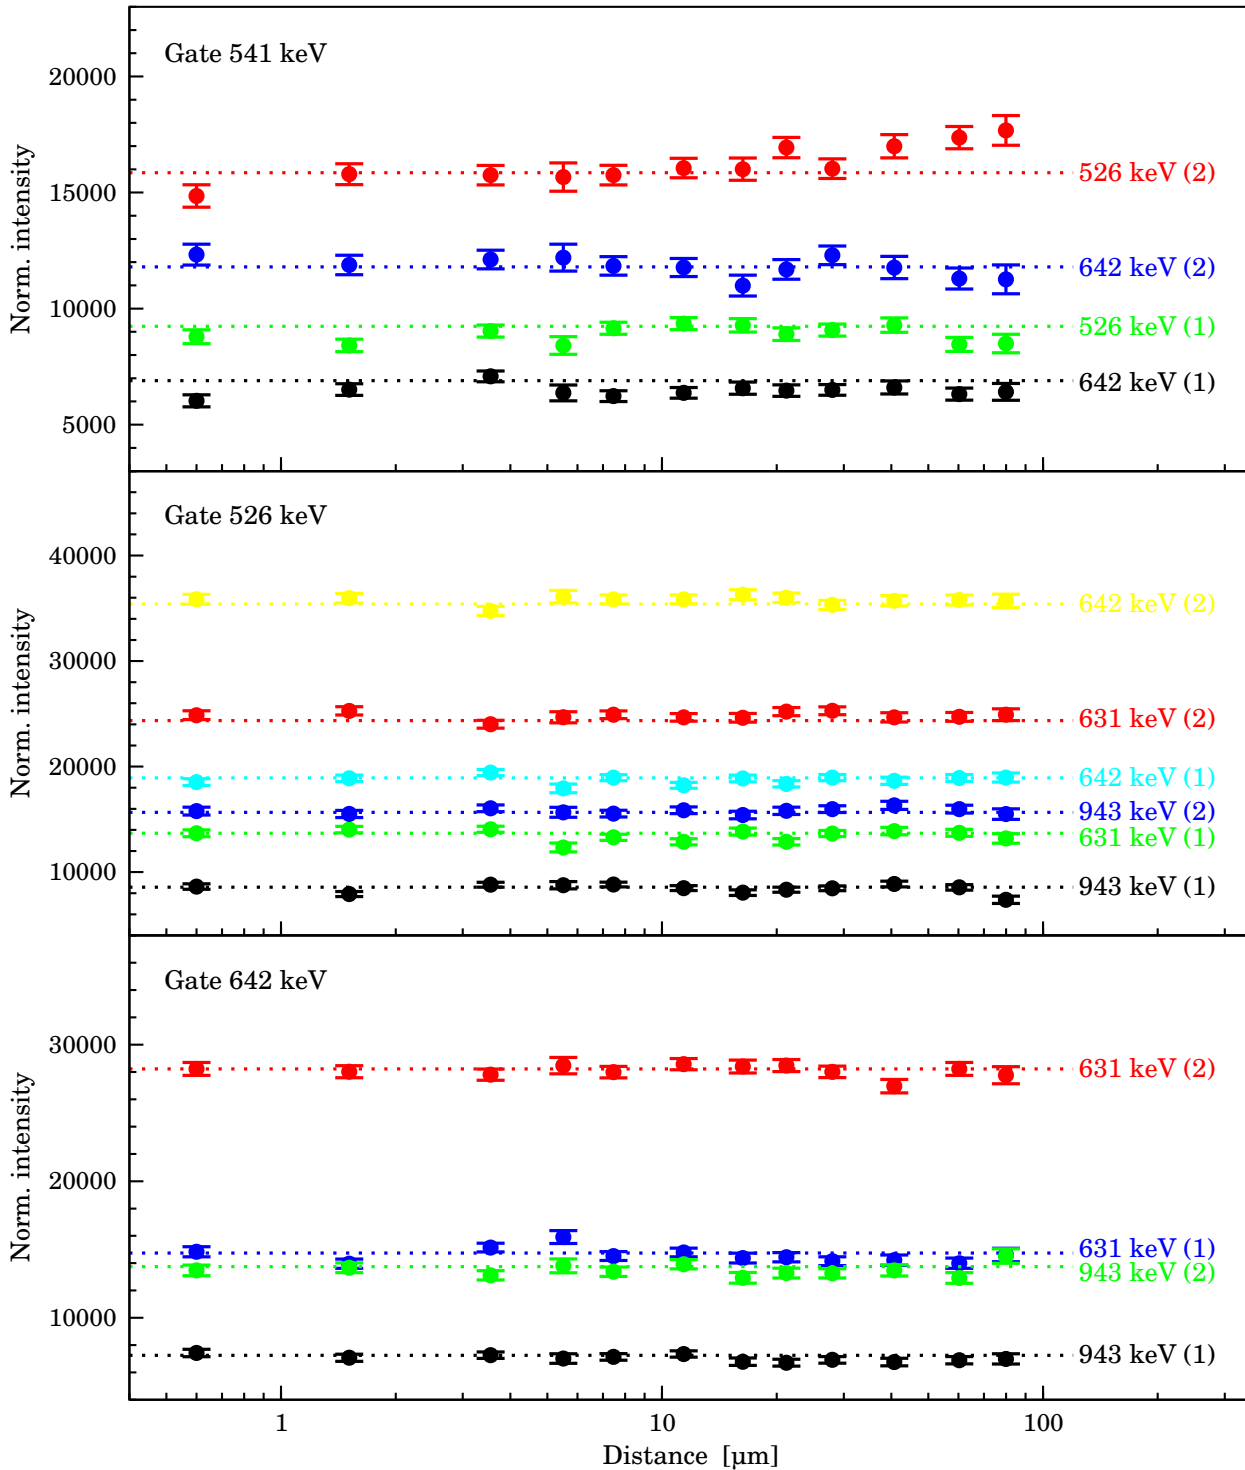 Gate 541 keV
20000
15000
10000
5000
Norm. intensity
526 keV (2)
642 keV (2)
526 keV (1)
642 keV (1)
1
10
100
Gate 526 keV
40000
30000
20000
10000
Norm. intensity
642 keV (2)
631 keV (2)
642 keV (1)
943 keV (2)
631 keV (1)
943 keV (1)
Gate 642 keV
30000
20000
10000
Norm. intensity
631 keV (2)
631 keV (1)
943 keV (2)
943 keV (1)
1
10
100
Distance [µm]